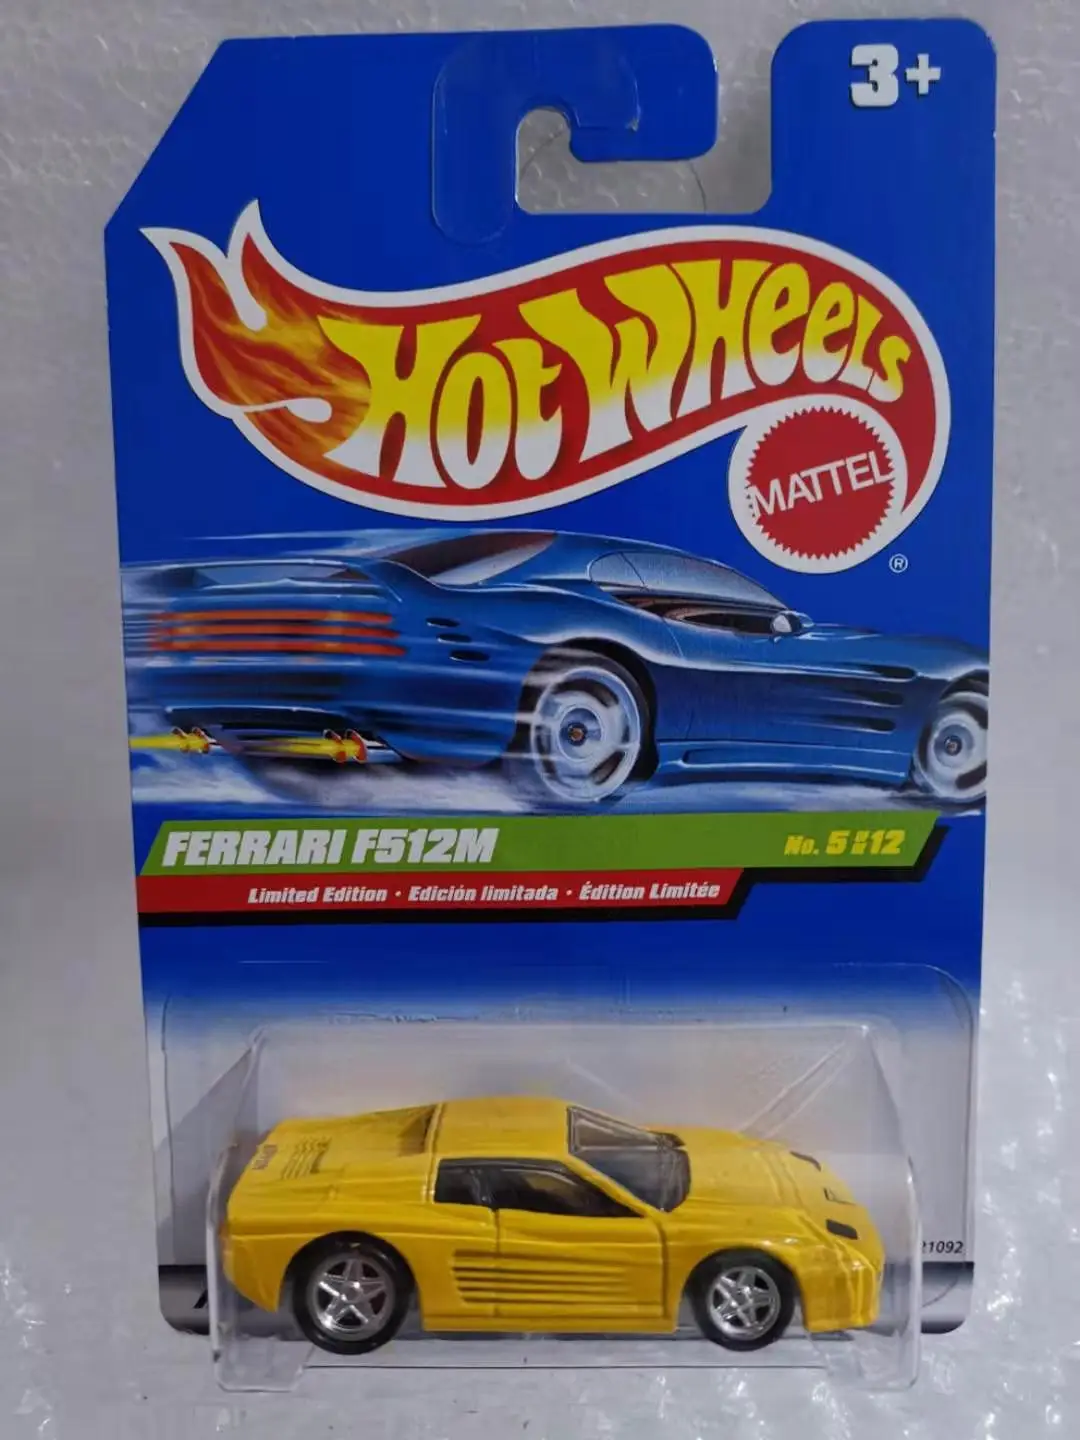 3+
Hot Wheels
MATTEL
®
FERRARI F512M
No. 5 OF 12
Limited Edition • Edición limitada • Édition Limitée
21092